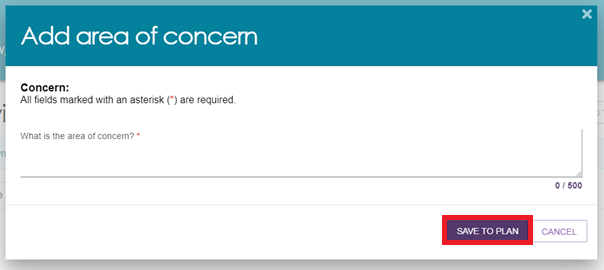 Add area of concern
Concern:
All fields marked with an asterisk (*) are required.
What is the area of concern? *
0 / 500
SAVE TO PLAN
CANCEL